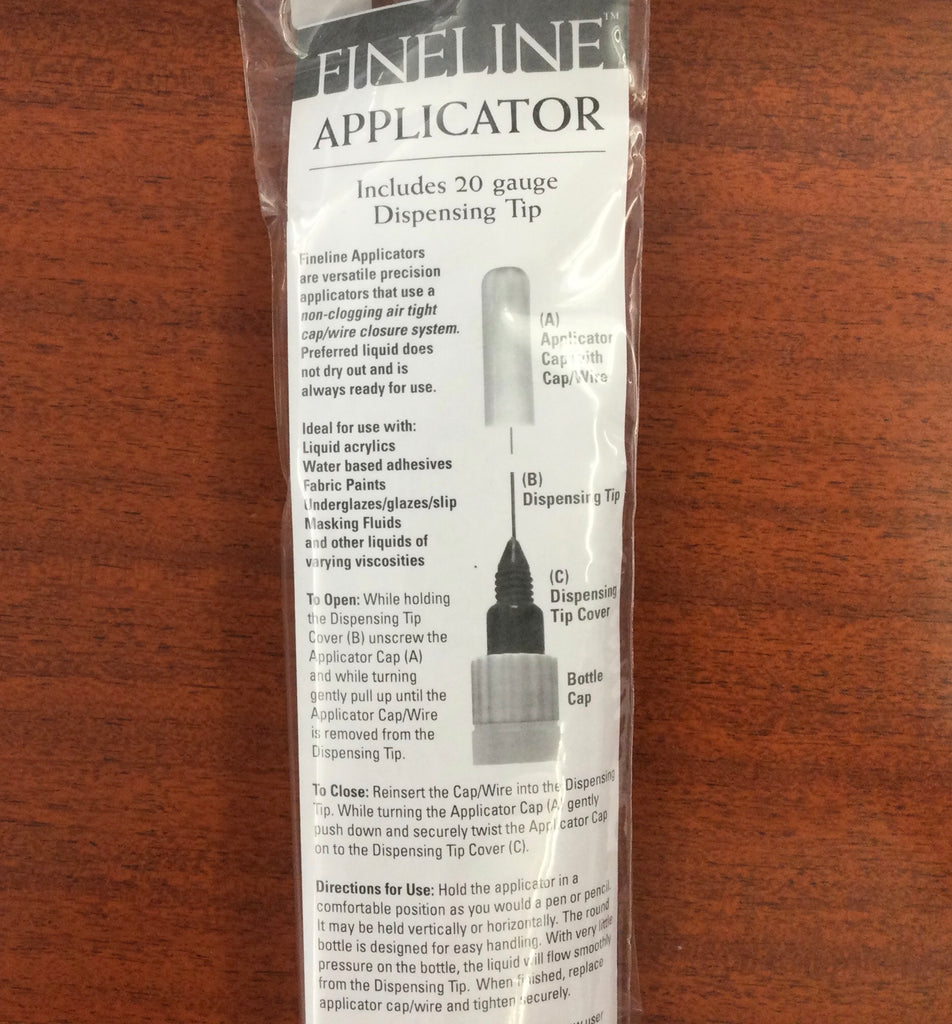 FINELINE™
APPLICATOR
Includes 20 gauge
Dispensing Tip
Fineline Applicators
are versatile precision
applicators that use a
non-clogging air tight
cap/wire closure system.
Preferred liquid does
not dry out and is
always ready for use.
Ideal for use with:
Liquid acrylics
Water based adhesives
Fabric Paints
Underglazes/glazes/slip
Masking Fluids
and other liquids of
varying viscosities
To Open: While holding
the Dispensing Tip
Cover (B) unscrew the
Applicator Cap (A)
and while turning
gently pull up until the
Applicator Cap/Wire
is removed from the
Dispensing Tip.
(A)
Applicator
Cap with
Cap/Wire
(B)
Dispensing Tip
(C)
Dispensing
Tip Cover
Bottle
Cap
To Close: Reinsert the Cap/Wire into the Dispensing
Tip. While turning the Applicator Cap (A) gently
push down and securely twist the Applicator Cap
on to the Dispensing Tip Cover (C).
Directions for Use: Hold the applicator in a
comfortable position as you would a pen or pencil.
It may be held vertically or horizontally. The round
bottle is designed for easy handling. With very little
pressure on the bottle, the liquid will flow smoothly
from the Dispensing Tip. When finished, replace
applicator cap/wire and tighten securely.
user